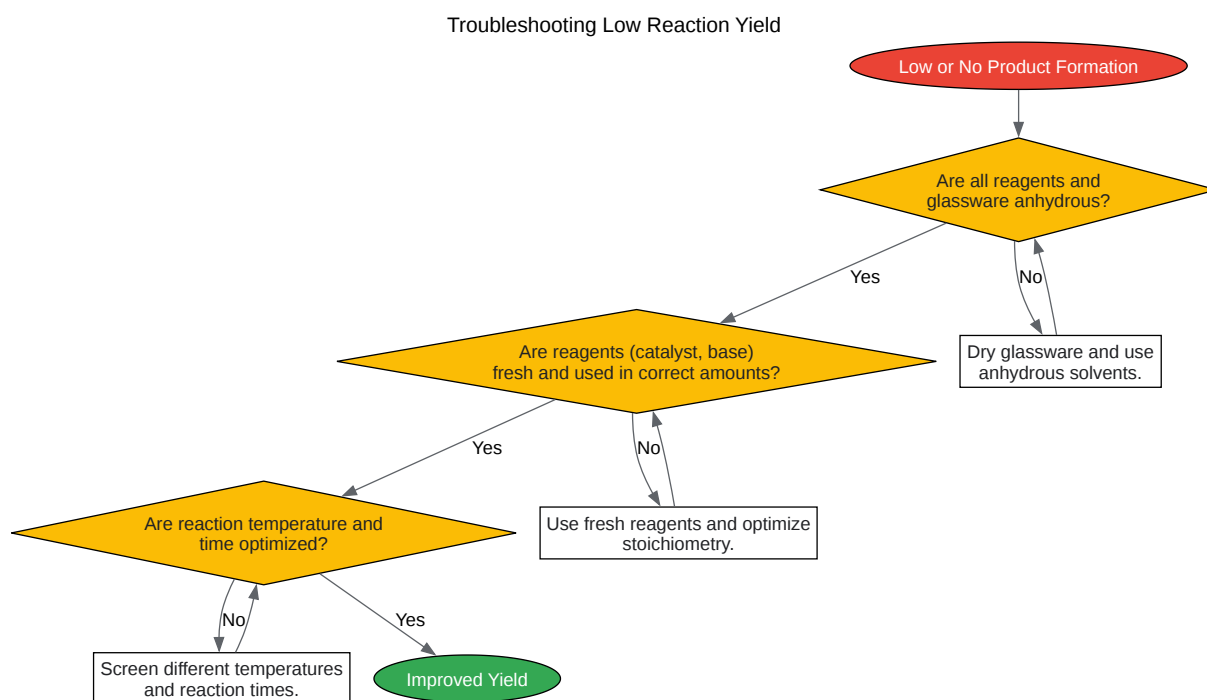 Troubleshooting Low Reaction Yield
Low or No Product Formation
Are all reagents and
glassware anhydrous?
Yes
No
Dry glassware and use
anhydrous solvents.
Are reagents (catalyst, base)
fresh and used in correct amounts?
Yes
No
Use fresh reagents and optimize
stoichiometry.
Are reaction temperature and
time optimized?
No
Yes
Screen different temperatures
and reaction times.
Improved Yield